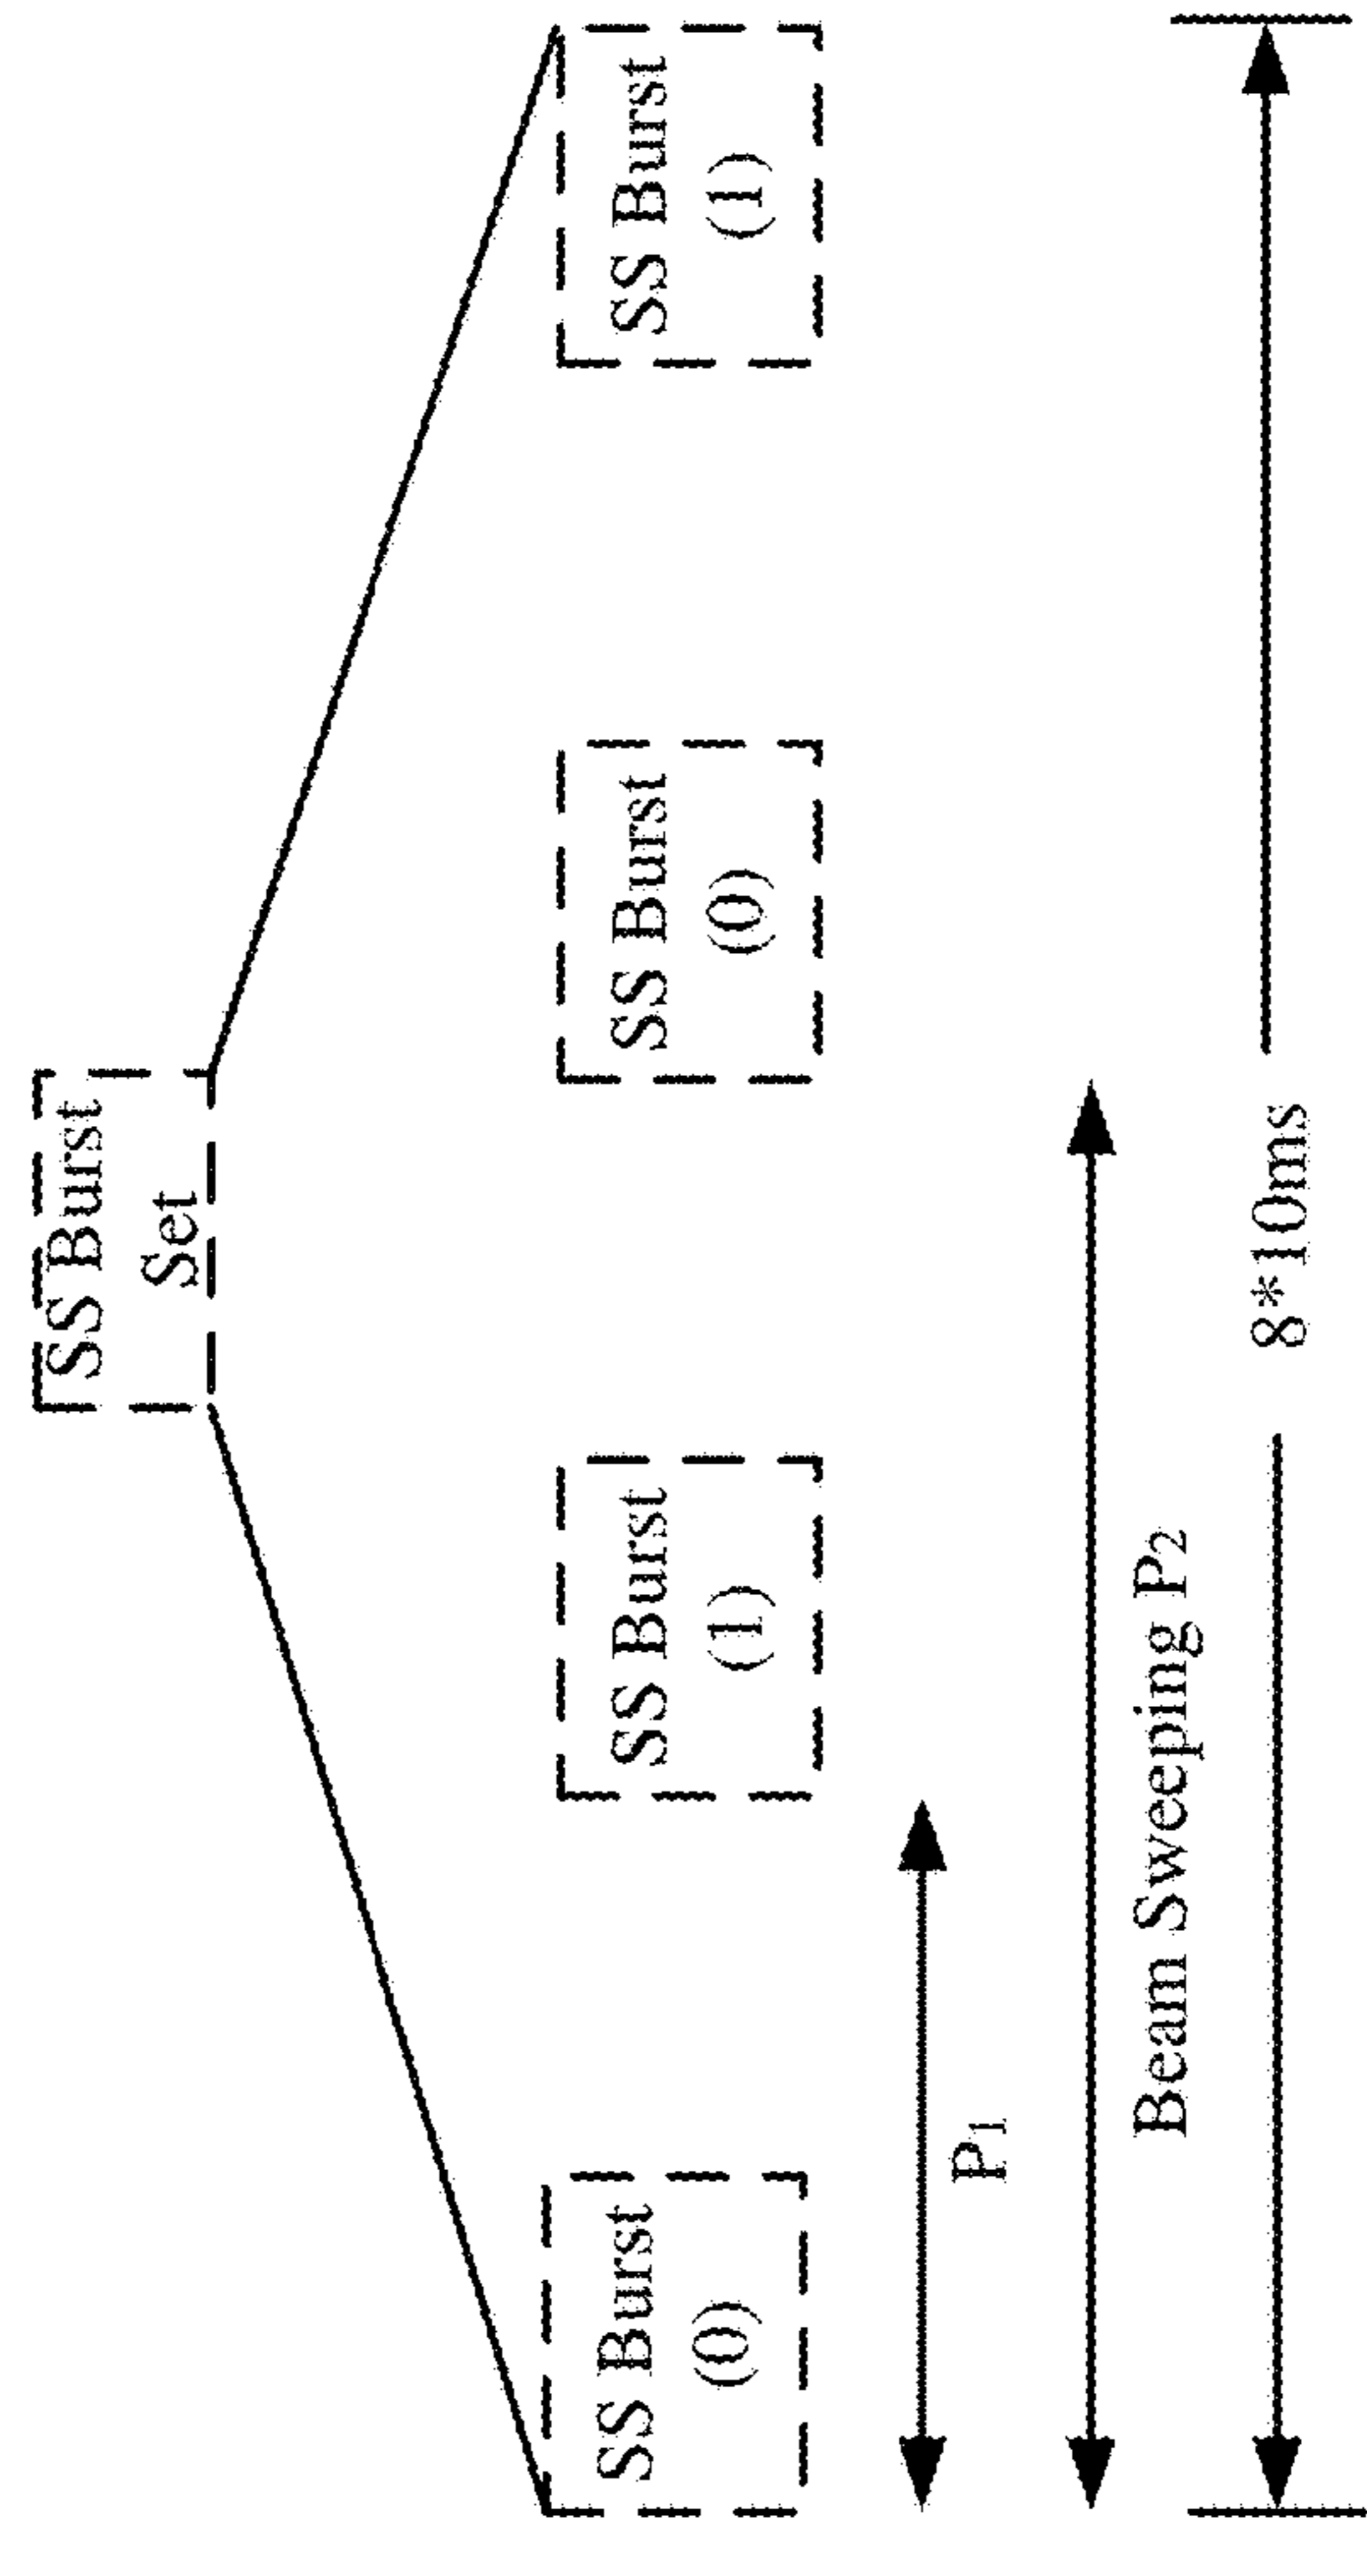 SS Burst
Set
SS Burst
(0)
SS Burst
(1)
SS Burst
(0)
SS Burst
(1)
P1
Beam Sweeping P2
8*10ms